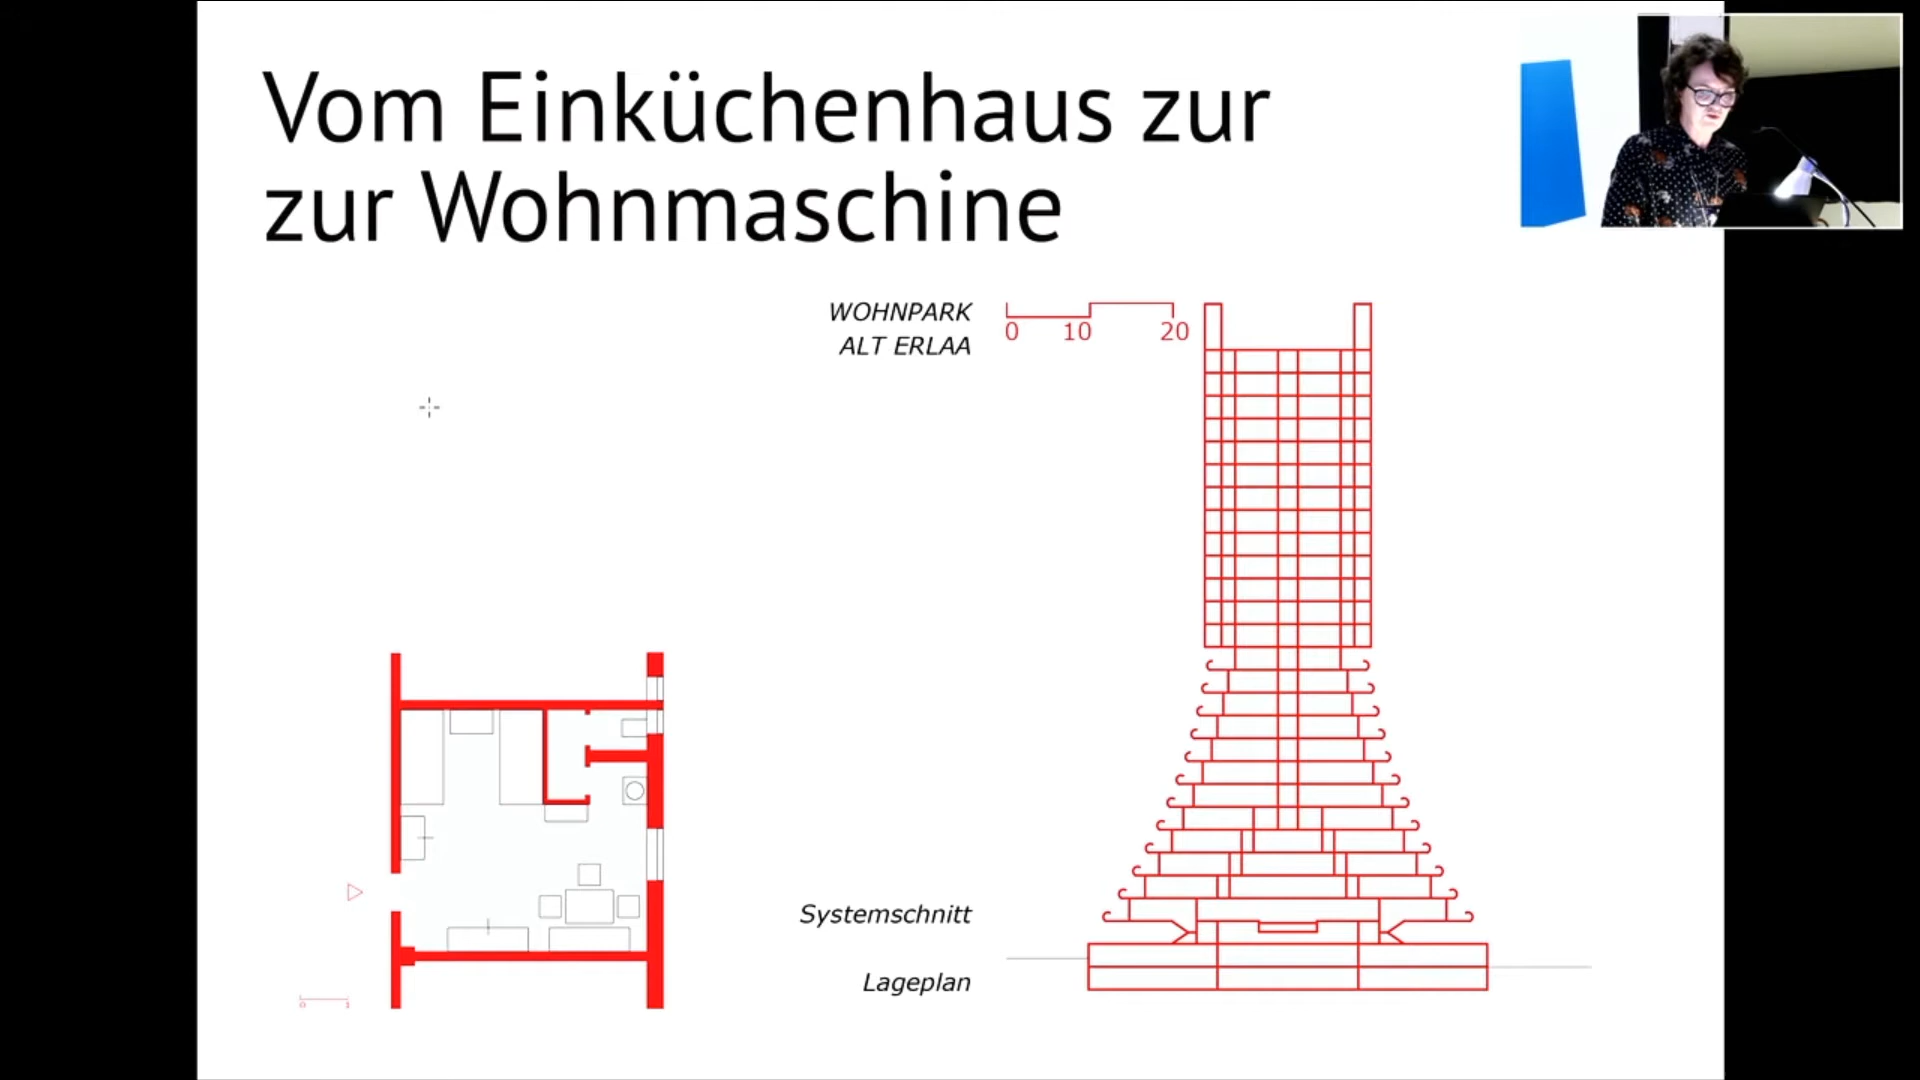 Vom Einküchenhaus zur
zur Wohnmaschine
WOHNPARK
ALT ERLAA
0 10 20
Systemschnitt
Lageplan